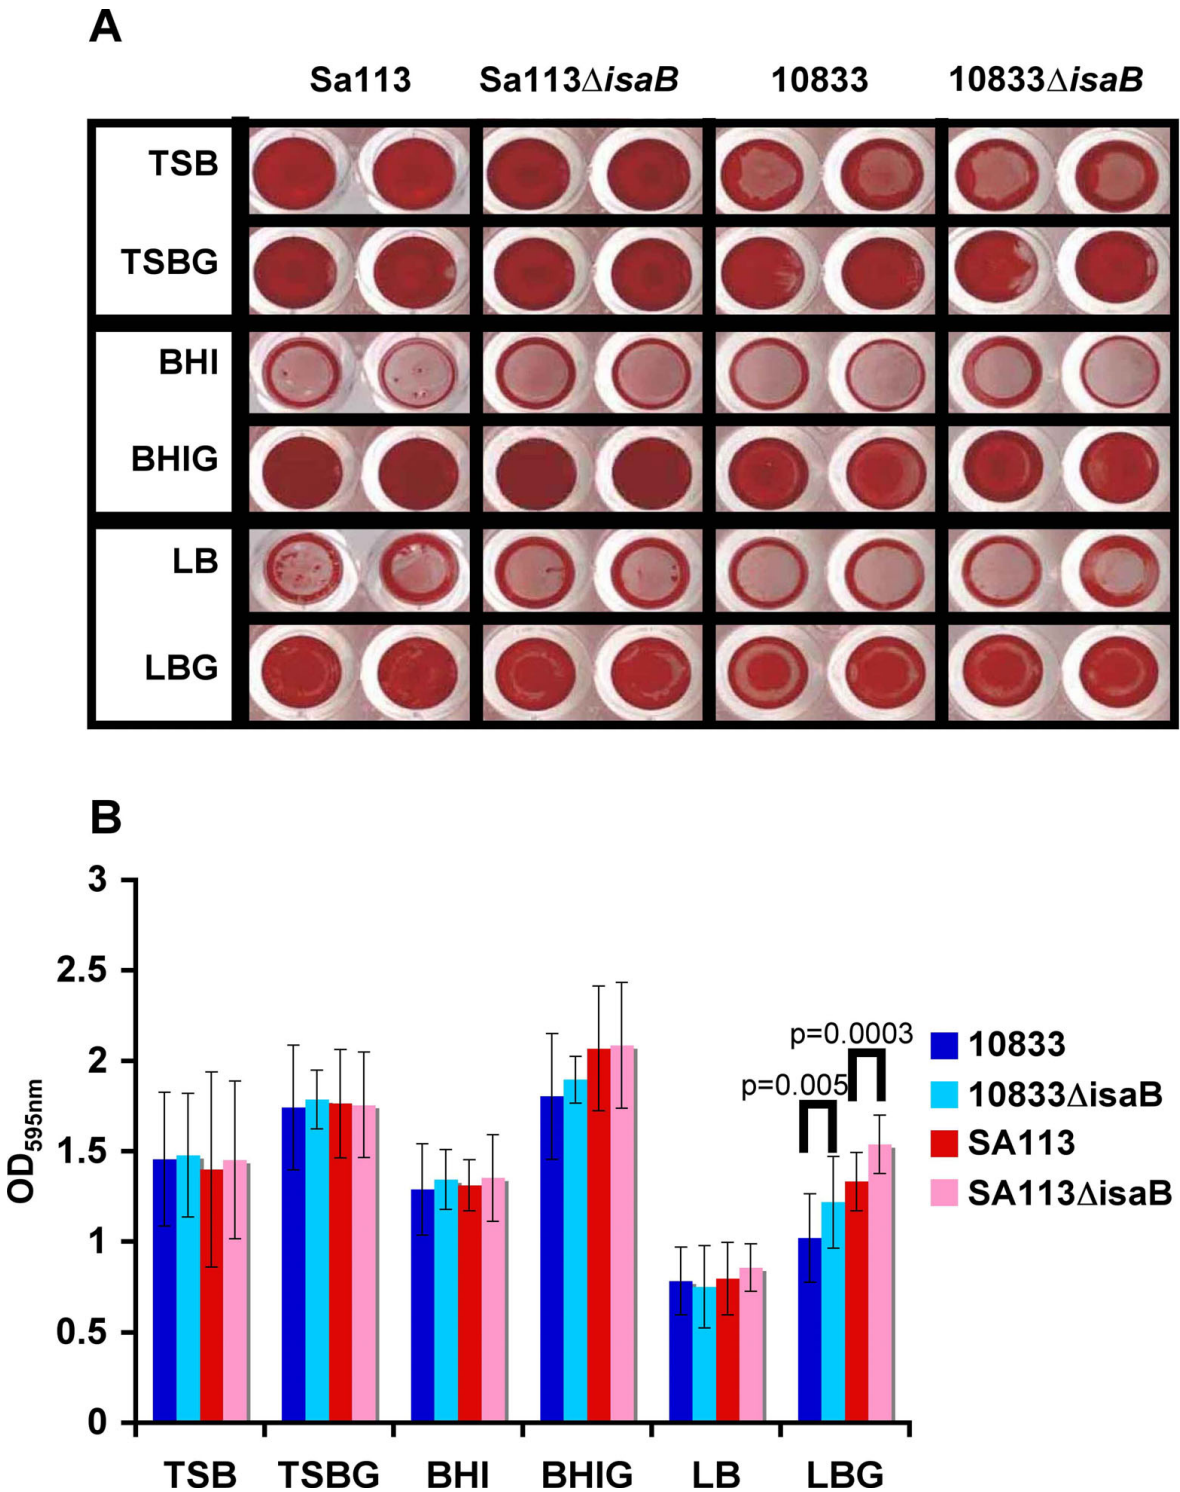 A
Sa113 Sa113ΔisaB 10833 10833ΔisaB
TSB
TSBG
BHI
BHIG
LB
LBG
B
3
2.5
2
1.5
1
0.5
0
OD595nm
p=0.0003
p=0.005
10833
10833ΔisaB
SA113
SA113ΔisaB
TSB TSBG BHI BHIG LB LBG